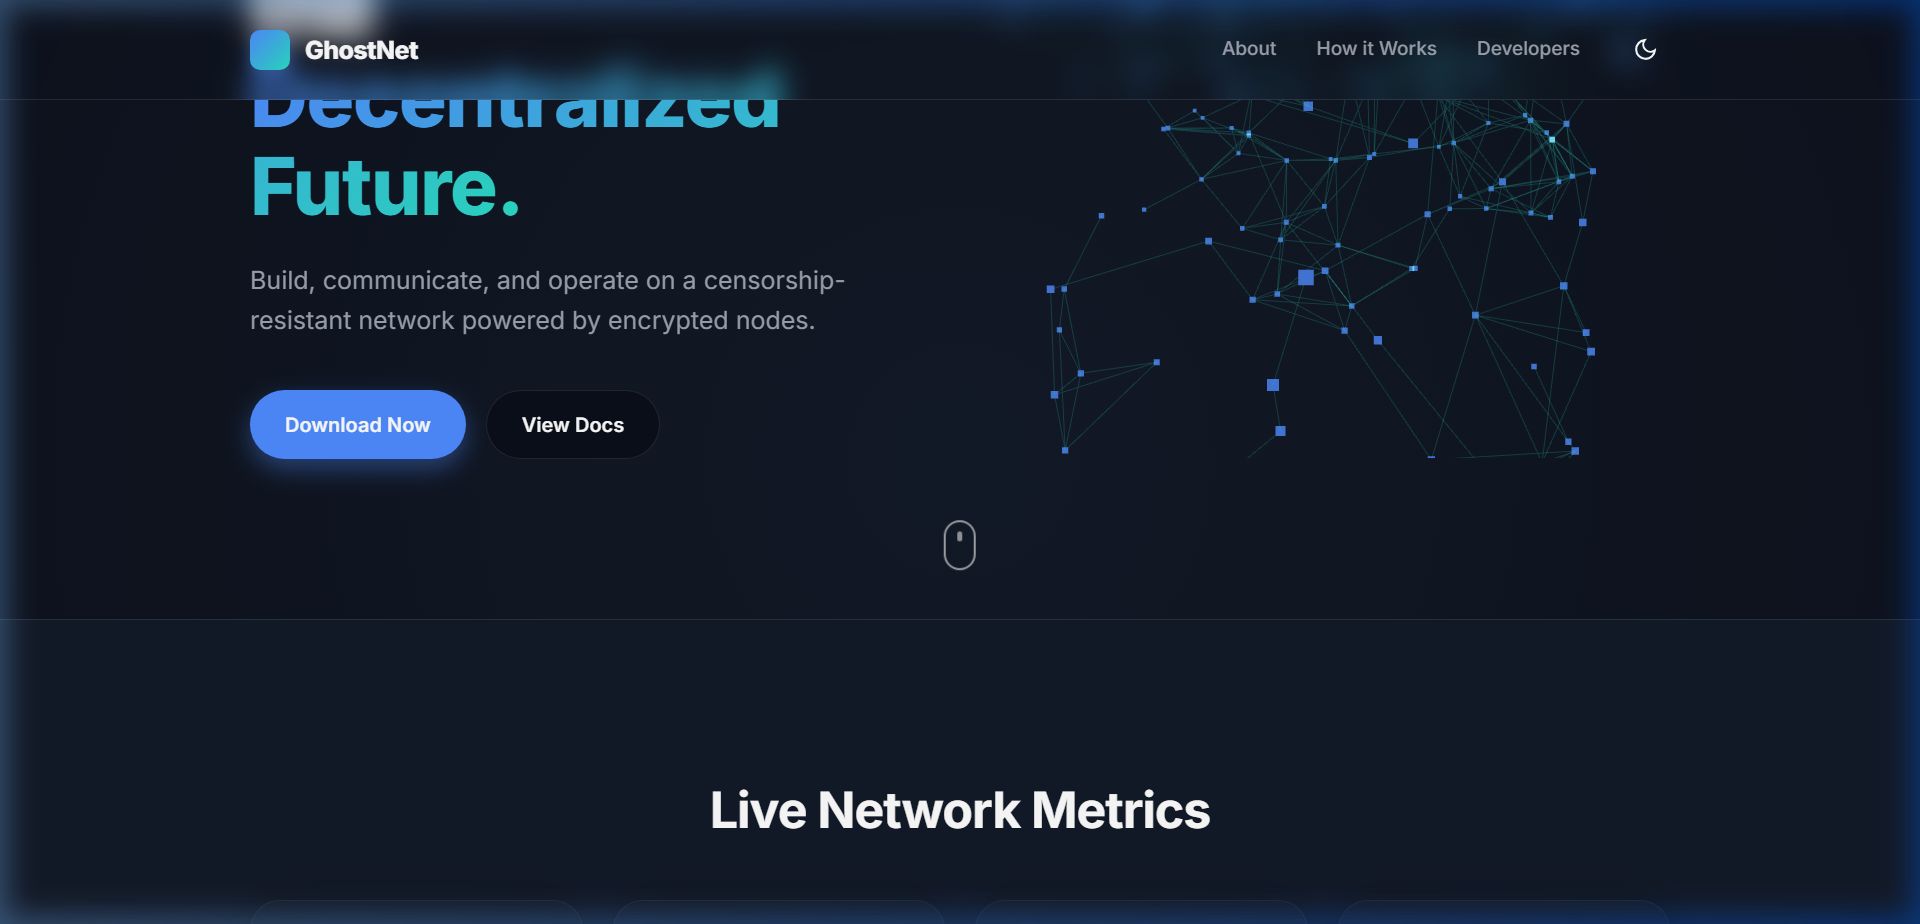 GhostNet
About
How it Works
Developers
Decentralized
Future.
Build, communicate, and operate on a censorship-
resistant network powered by encrypted nodes.
Download Now
View Docs
Live Network Metrics